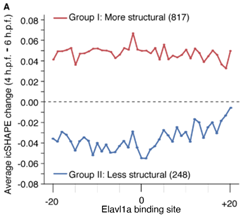 A
Group I: More structural (817)
0.08
0.06
0.04
0.02
0.00
-0.02
-0.04
-0.06
-0.08
Average icSHAPE change (4 h.p.f. − 6 h.p.f.)
Group II: Less structural (248)
-20
0
+20
Elavl1a binding site